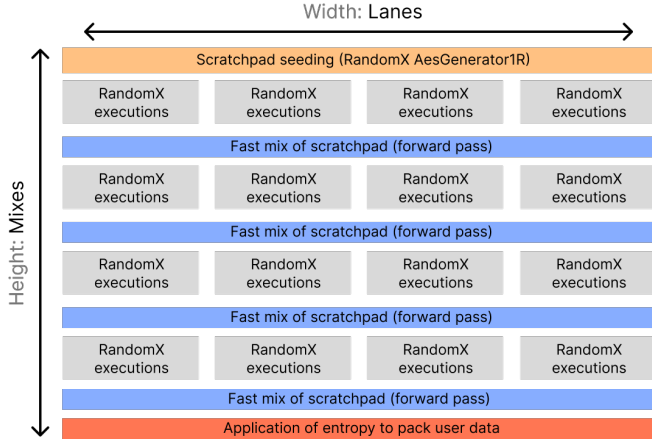 Width: Lanes
Scratchpad seeding (RandomX AesGenerator1R)
RandomX executions
RandomX executions
RandomX executions
RandomX executions
Fast mix of scratchpad (forward pass)
RandomX executions
RandomX executions
RandomX executions
RandomX executions
Fast mix of scratchpad (forward pass)
RandomX executions
RandomX executions
RandomX executions
RandomX executions
Fast mix of scratchpad (forward pass)
RandomX executions
RandomX executions
RandomX executions
RandomX executions
Fast mix of scratchpad (forward pass)
Application of entropy to pack user data
Height: Mixes